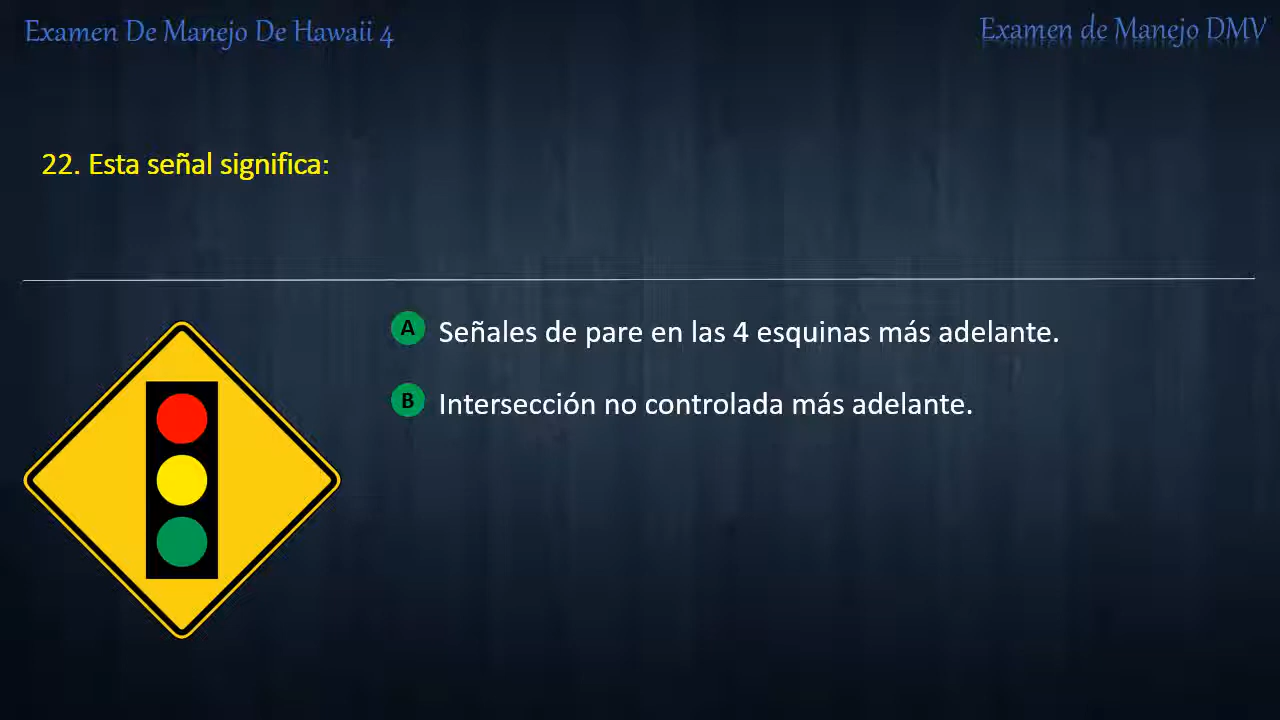 Examen De Manejo De Hawaii 4
Examen de Manejo DMV
22. Esta señal significa:
A Señales de pare en las 4 esquinas más adelante.
B Intersección no controlada más adelante.